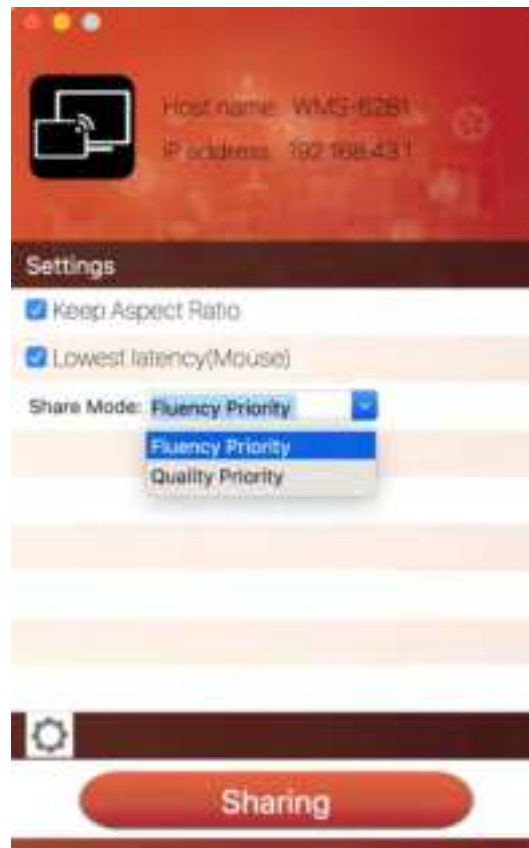 Host name: WMS-6281
IP address: 192.168.43.1
Settings
Keep Aspect Ratio
Lowest latency(Mouse)
Share Mode: Fluency Priority
Fluency Priority
Quality Priority
Sharing